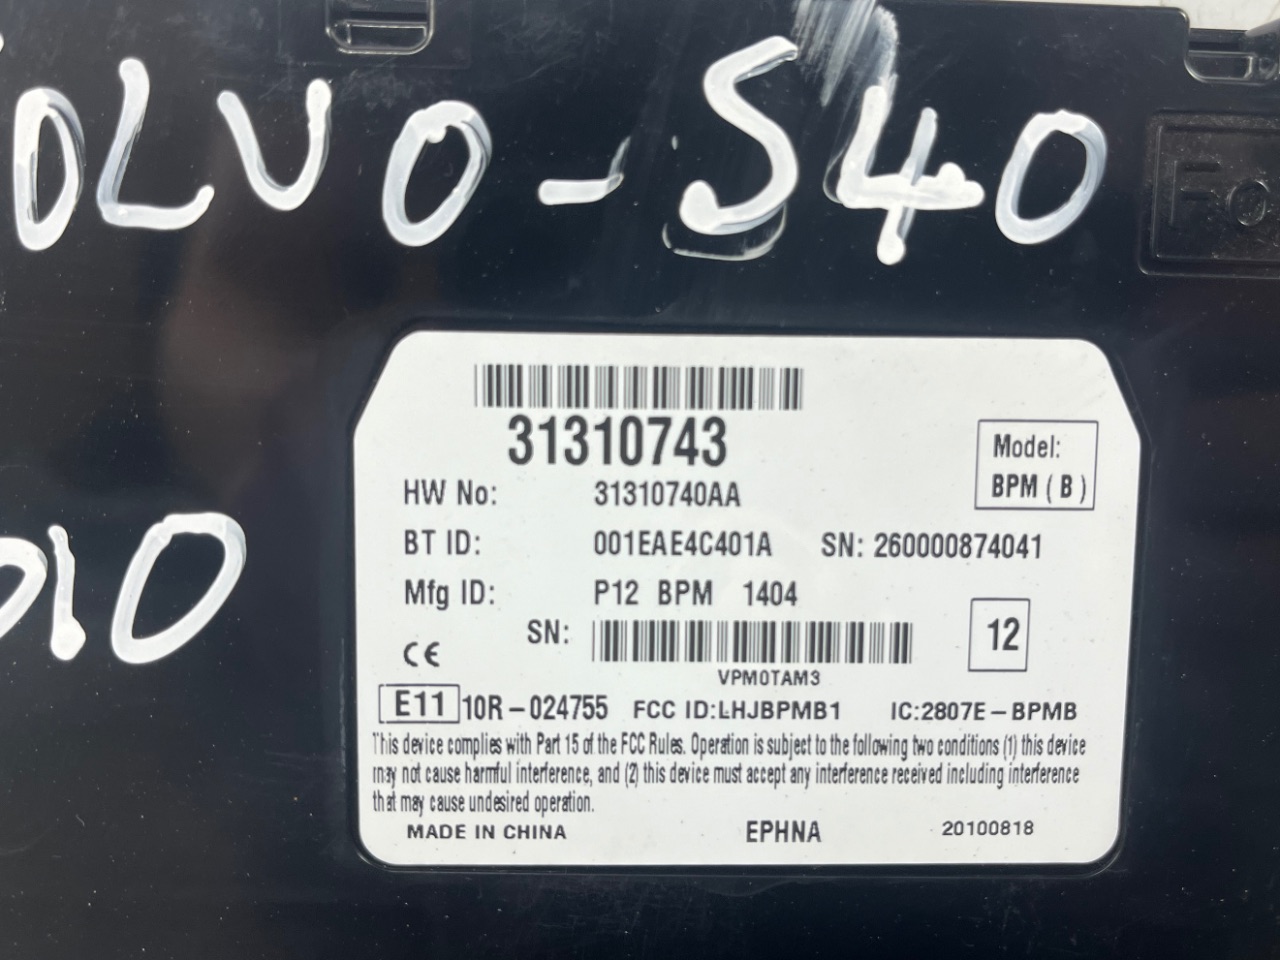 VOLVO-S40
Fo
010
31310743
Model:
BPM ( B )
HW No: 31310740AA
BT ID: 001EAE4C401A SN: 260000874041
Mfg ID: P12 BPM 1404
SN:
12
VPM0TAM3
CE
E11 10R-024755 FCC ID:LHJBPMB1 IC:2807E-BPMB
This device complies with Part 15 of the FCC Rules. Operation is subject to the following two conditions (1) this device
may not cause harmful interference, and (2) this device must accept any interference received including interference
that may cause undesired operation.
MADE IN CHINA EPHNA 20100818